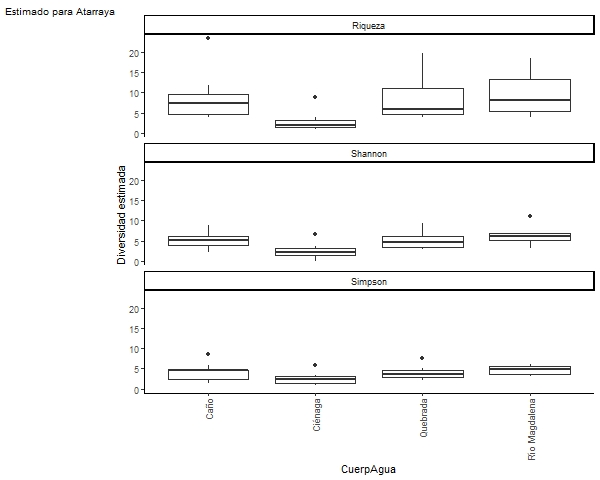 Estimado para Atarraya
Riqueza
20
15
10
5
0
Shannon
20
15
10
5
0
Simpson
20
15
10
5
0
Diversidad estimada
Caño
Ciénaga
Quebrada
Río Magdalena
CuerpAgua